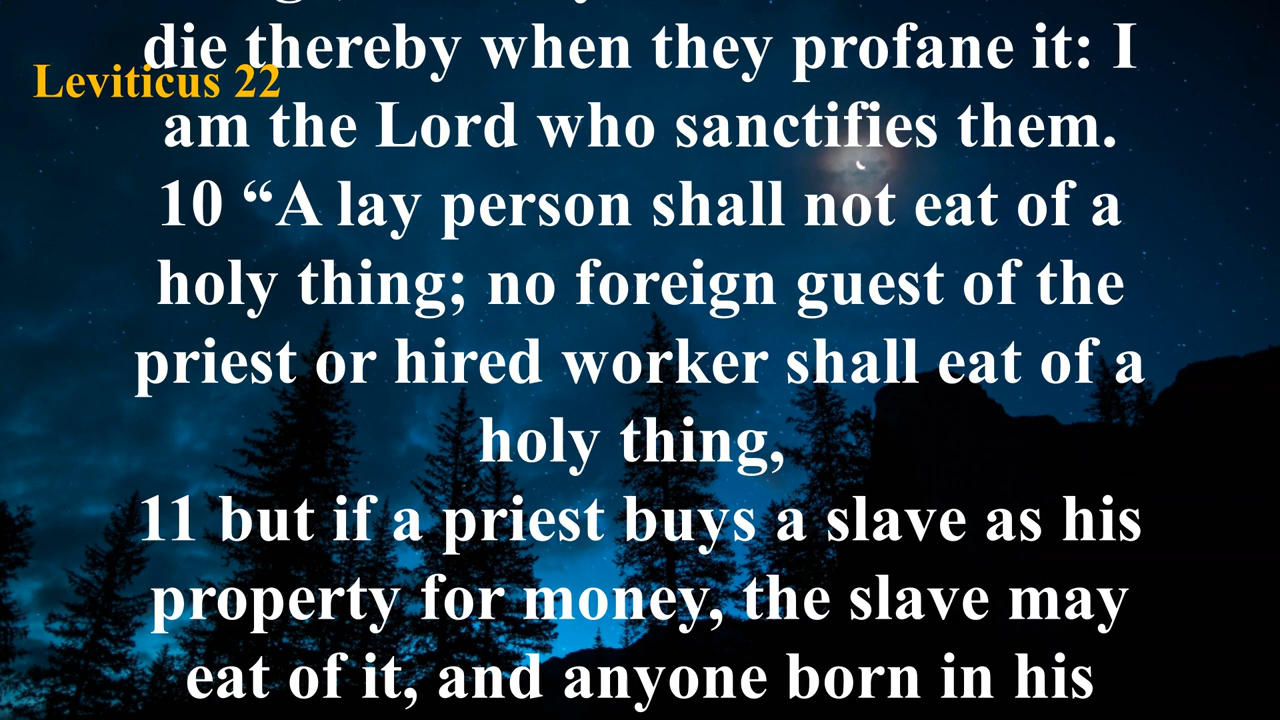 die thereby when they profane it: I
Leviticus 22
am the Lord who sanctifies them.
10 “A lay person shall not eat of a
holy thing; no foreign guest of the
priest or hired worker shall eat of a
holy thing,
11 but if a priest buys a slave as his
property for money, the slave may
eat of it, and anyone born in his